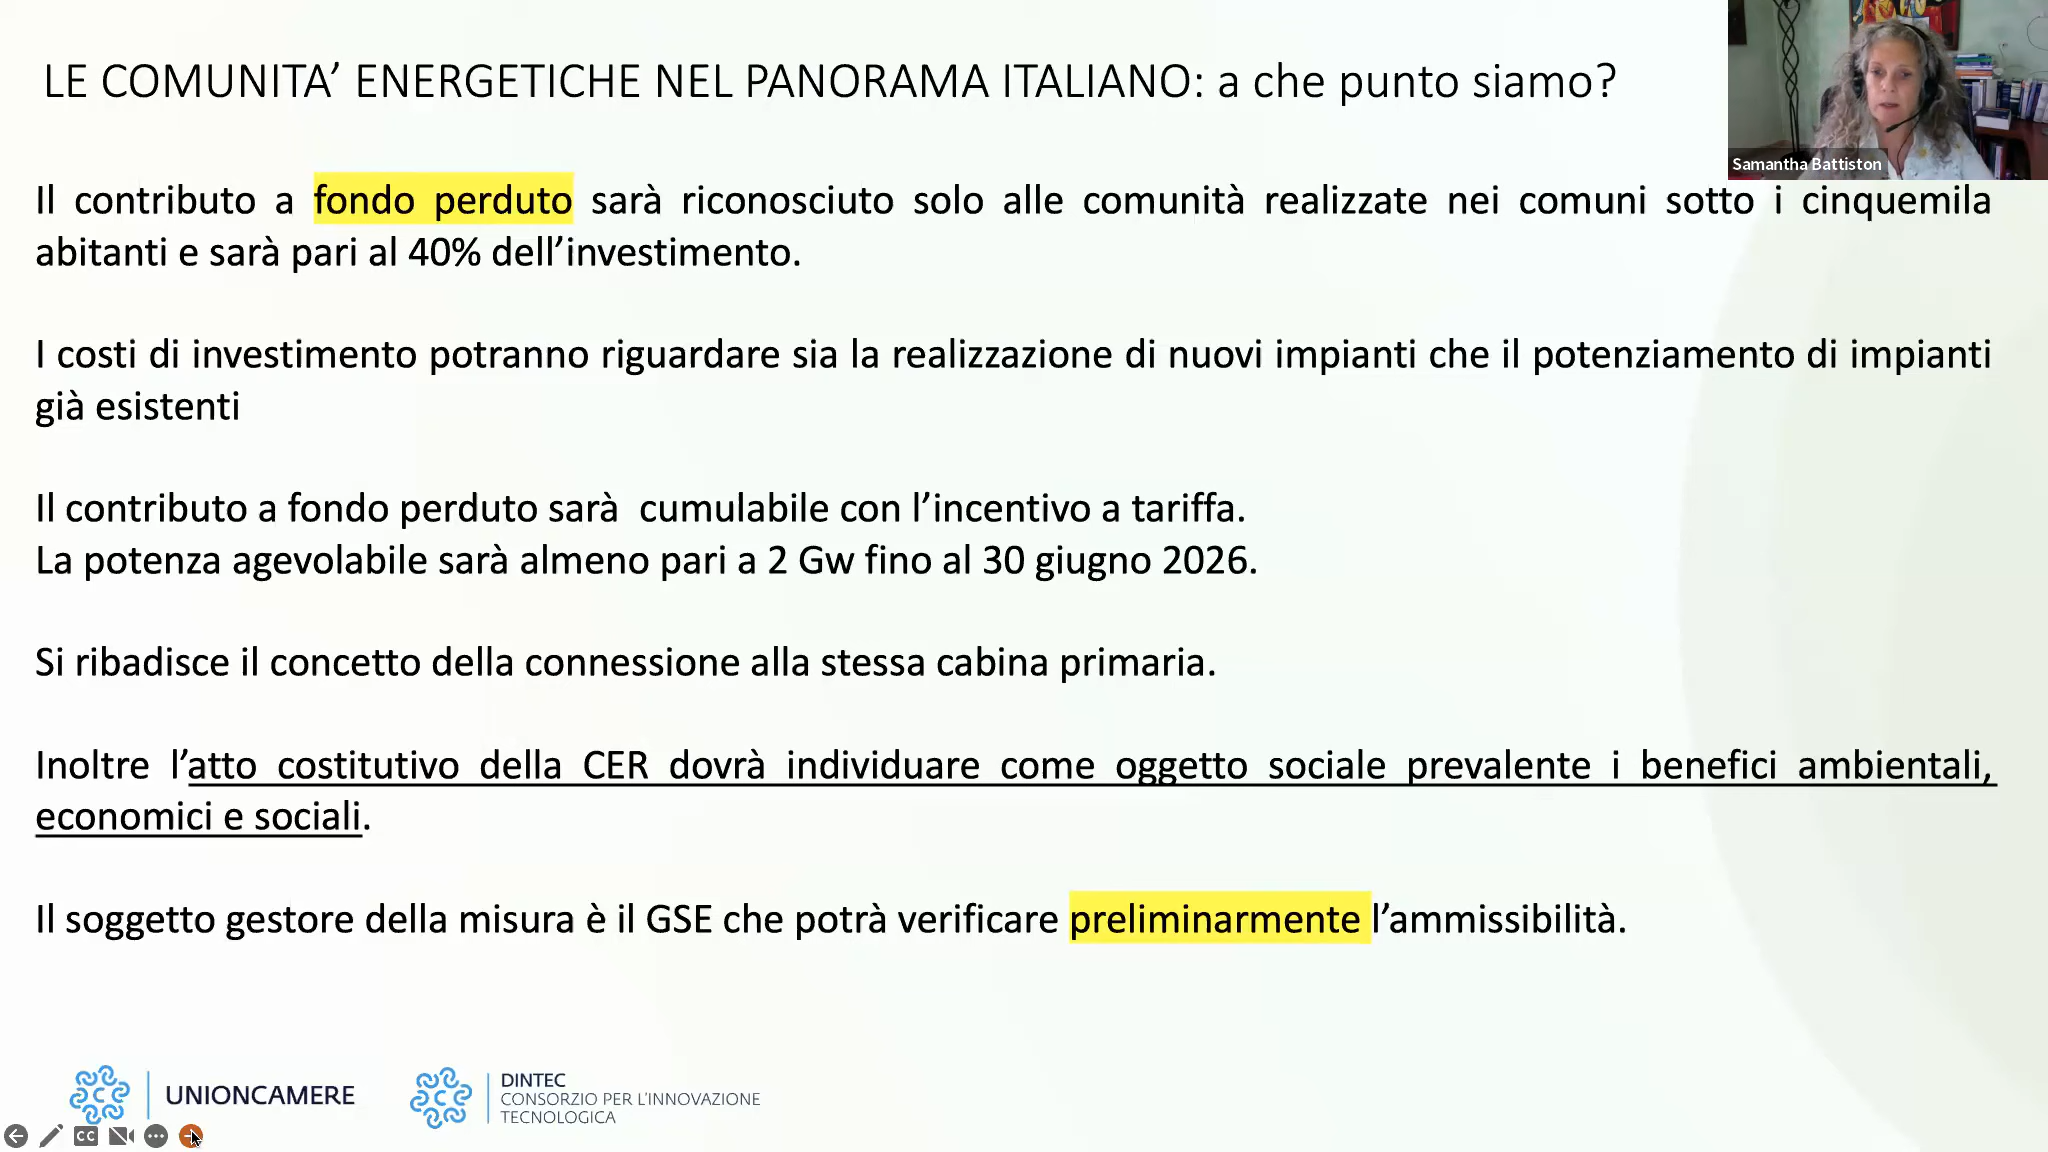 LE COMUNITA’ ENERGETICHE NEL PANORAMA ITALIANO: a che punto siamo?
Samantha Battiston
Il contributo a fondo perduto sarà riconosciuto solo alle comunità realizzate nei comuni sotto i cinquemila
abitanti e sarà pari al 40% dell’investimento.
I costi di investimento potranno riguardare sia la realizzazione di nuovi impianti che il potenziamento di impianti
già esistenti
Il contributo a fondo perduto sarà  cumulabile con l’incentivo a tariffa.
La potenza agevolabile sarà almeno pari a 2 Gw fino al 30 giugno 2026.
Si ribadisce il concetto della connessione alla stessa cabina primaria.
Inoltre l’atto costitutivo della CER dovrà individuare come oggetto sociale prevalente i benefici ambientali,
economici e sociali.
Il soggetto gestore della misura è il GSE che potrà verificare preliminarmente l’ammissibilità.
UNIONCAMERE
DINTEC
CONSORZIO PER L'INNOVAZIONE
TECNOLOGICA
CC